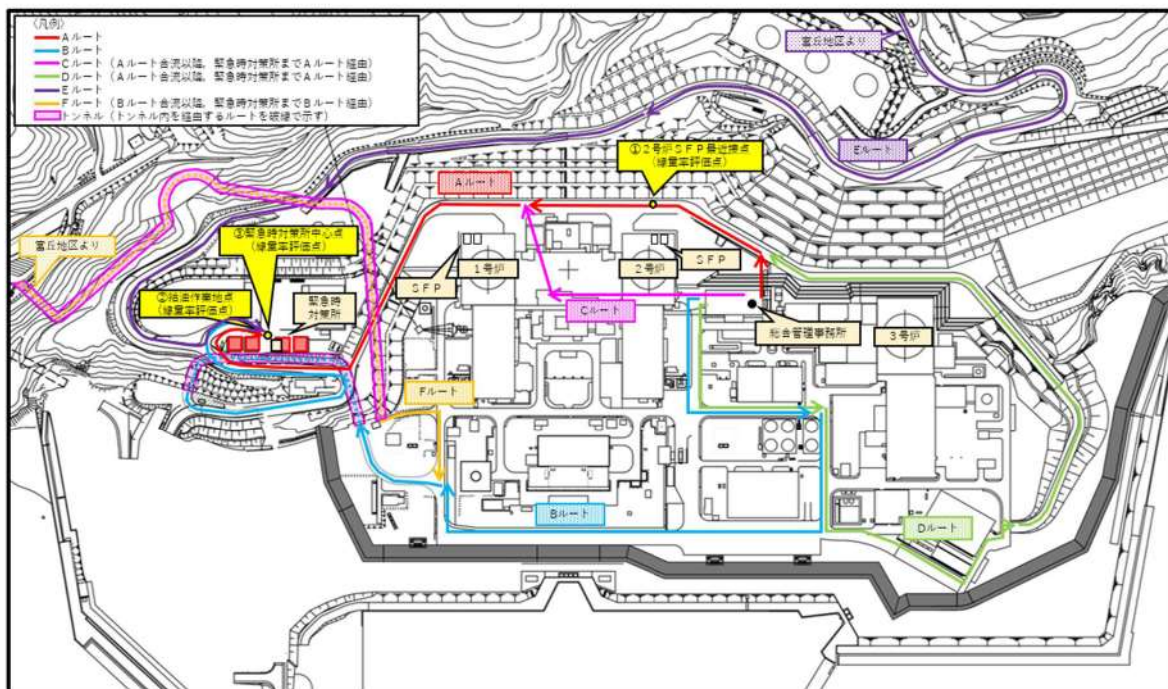 〈凡例〉
Aルート
Bルート
Cルート(Aルート合流以降,緊急時対策所までAルート経由)
Dルート(Aルート合流以降,緊急時対策所までAルート経由)
Eルート
Fルート(Bルート合流以降,緊急時対策所までBルート経由)
トンネル(トンネル内を経由するルートを破線で示す)
宮丘地区より
Eルート
①2号炉SFP最近接点
(線量率評価点)
Aルート
宮丘地区より
③緊急時対策所中心点
(線量率評価点)
②給油作業地点
(線量率評価点)
緊急時
対策所
SFP
1号炉
2号炉
SFP
Cルート
総合管理事務所
3号炉
Fルート
Bルート
Dルート